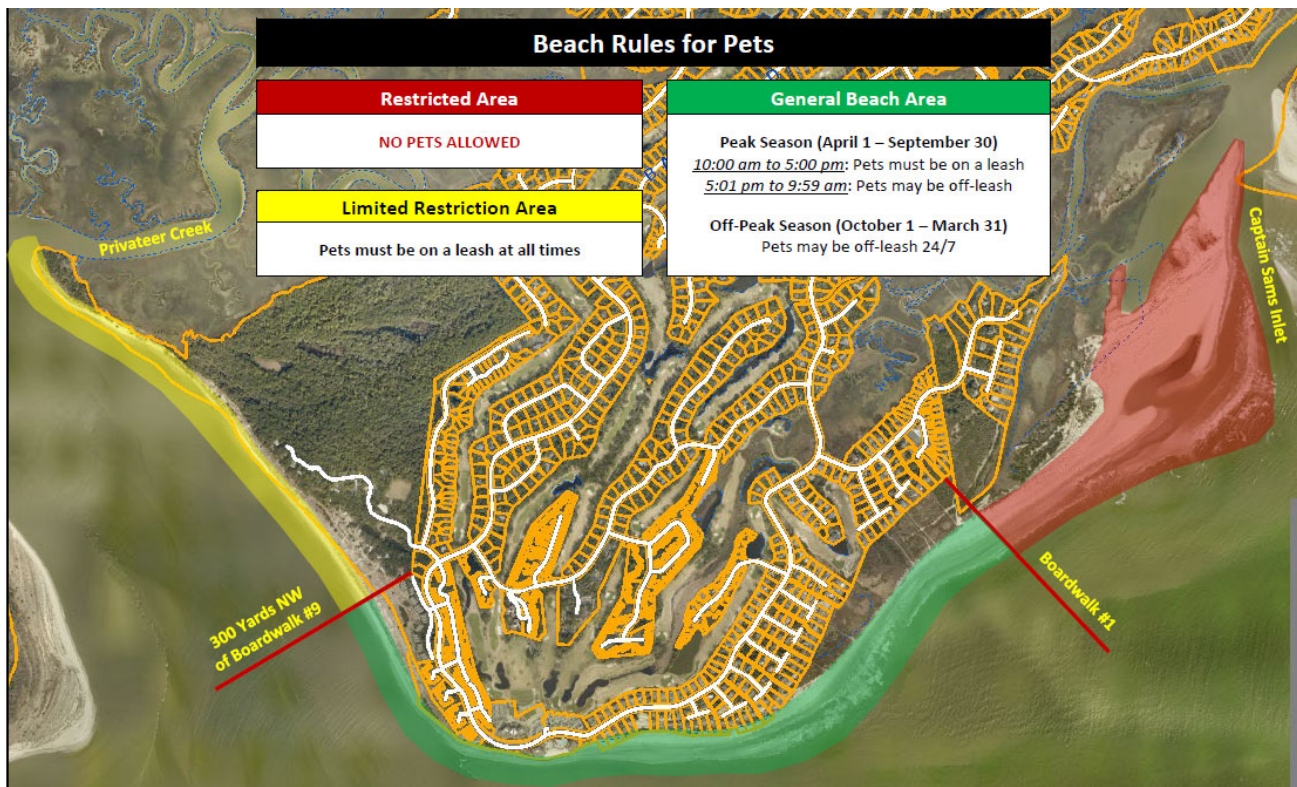 Beach Rules for Pets
Restricted Area
NO PETS ALLOWED
Limited Restriction Area
Pets must be on a leash at all times
General Beach Area
Peak Season (April 1 – September 30)
10:00 am to 5:00 pm: Pets must be on a leash
5:01 pm to 9:59 am: Pets may be off-leash
Off-Peak Season (October 1 – March 31)
Pets may be off-leash 24/7
Privateer Creek
Captain Sams Inlet
300 Yards NW
of Boardwalk #9
Boardwalk #1